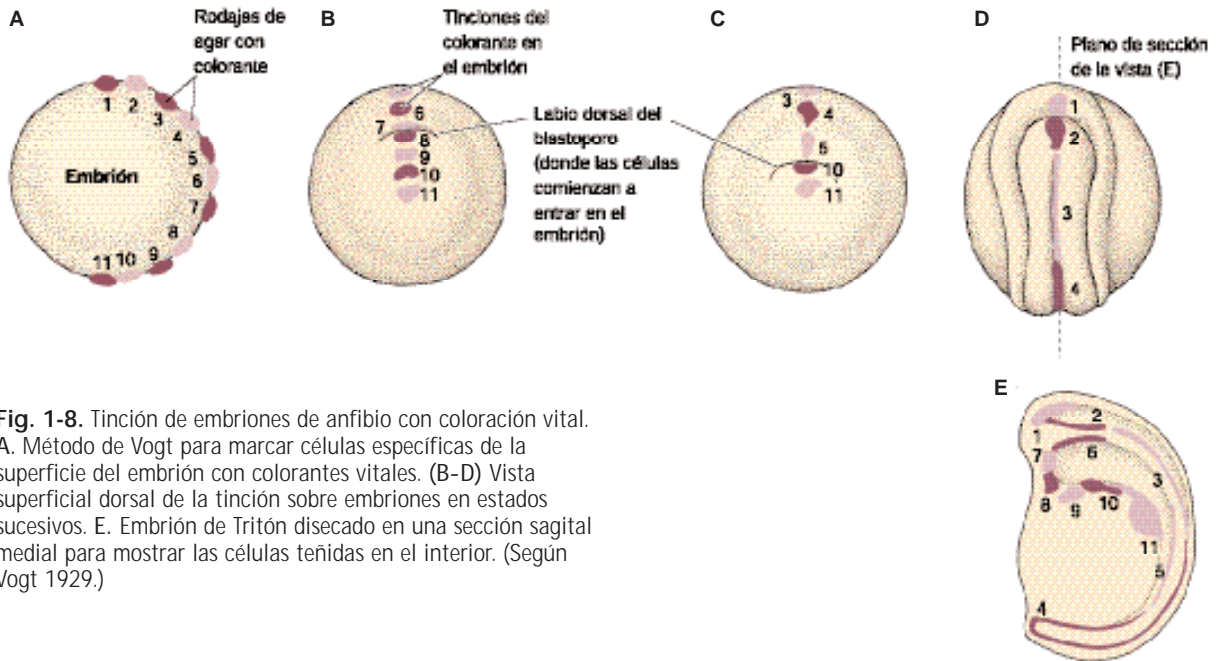 A
Rodajas de
agar con
colorante
1
2
3
4
5
6
7
8
9
10
11
Embrión
B
Tinciones del
colorante en
el embrión
6
7
8
9
10
11
Labio dorsal del
blastoporo
(donde las células
comienzan a
entrar en el
embrión)
C
3
4
5
10
11
D
Plano de sección
de la vista (E)
1
2
3
4
E
1
2
7
6
3
8
9
10
11
5
4
Fig. 1-8. Tinción de embriones de anfibio con coloración vital.
A. Método de Vogt para marcar células específicas de la
superficie del embrión con colorantes vitales. (B-D) Vista
superficial dorsal de la tinción sobre embriones en estados
sucesivos. E. Embrión de Tritón disecado en una sección sagital
medial para mostrar las células teñidas en el interior. (Según
Vogt 1929.)